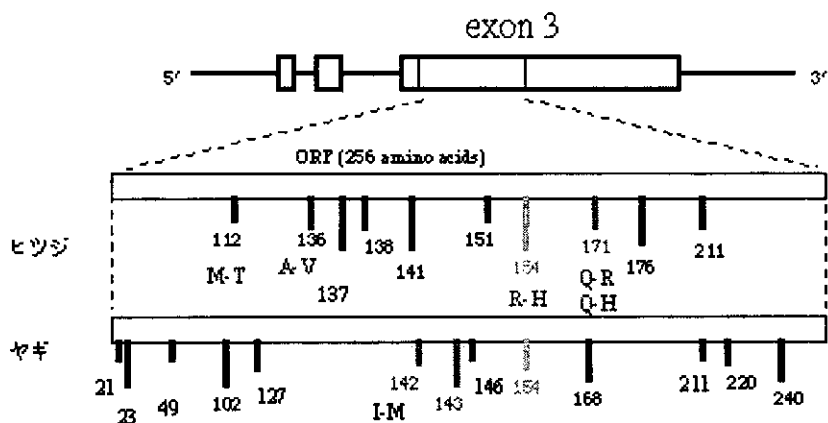 exon 3
5′ 3′
ORF (256 amino acids)
ヒツジ
112 136 137 138 141 151 154 171 176 211
M-T A-V R-H Q-R
Q-H
ヤギ
21 23 49 102 127 142 143 146 154 168 211 220 240
I-M